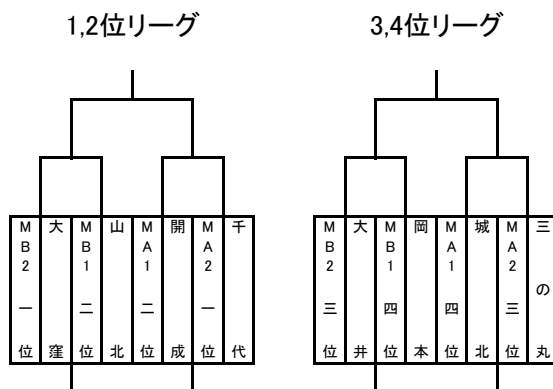 1,2位リーグ
3,4位リーグ
MB2一位
大窪
MB1二位
山北
MA1二位
開成
MA2一位
千代
MB2三位
大井
MB1四位
岡本
MA1四位
城北
MA2三位
三の丸